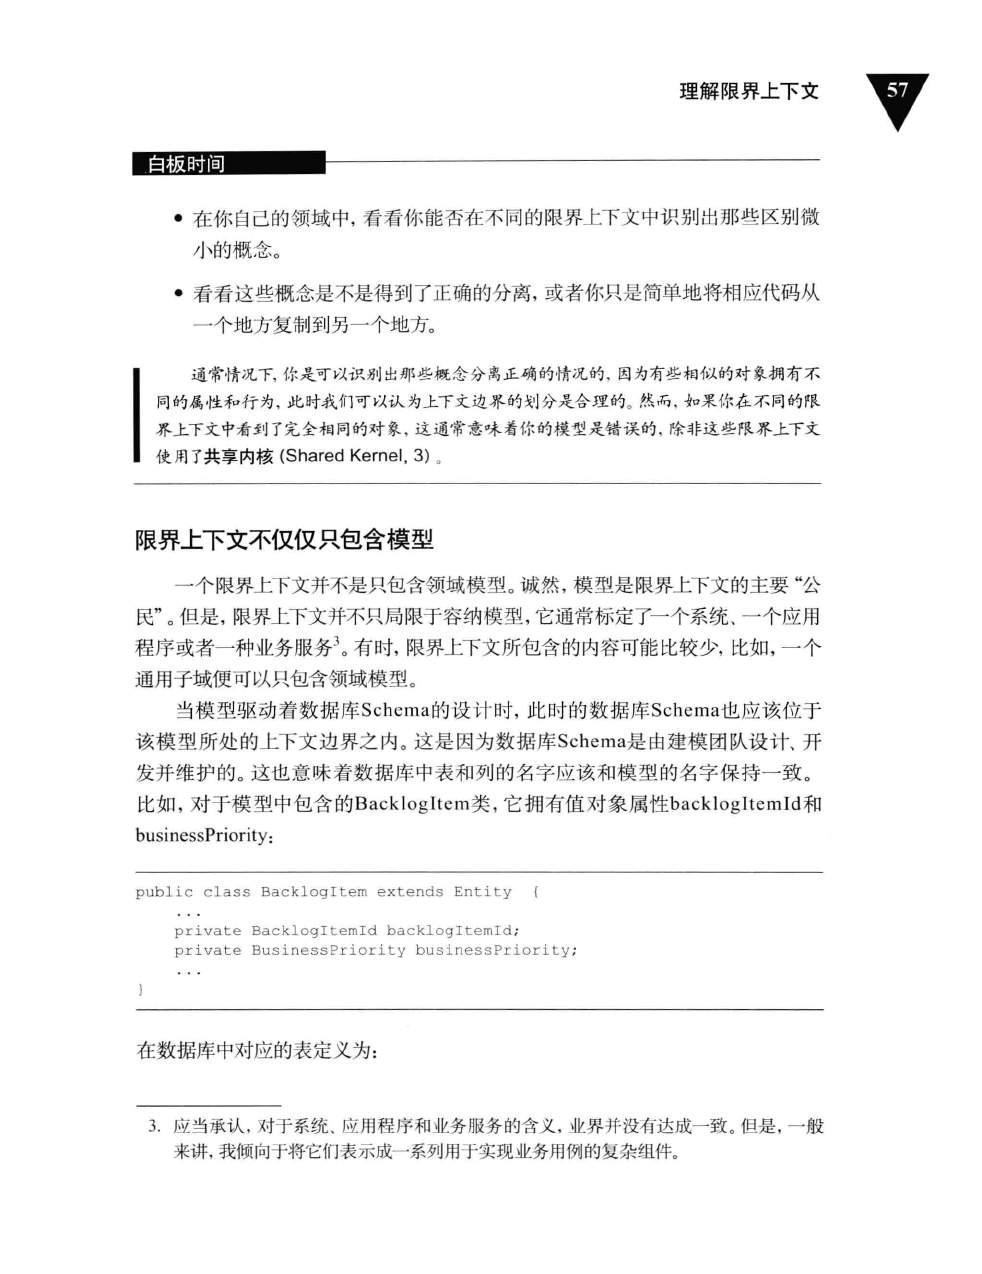 理解限界上下文
57
白板时间
• 在你自己的领域中, 看看你能否在不同的限界上下文中识别出那些区别微
小的概念。
• 看看这些概念是不是得到了正确的分离, 或者你只是简单地将相应代码从
一个地方复制到另一个地方。
通常情况下, 你是可以识别出那些概念分离正确的情况的, 因为有些相似的对象拥有不
同的属性和行为, 此时我们可以认为上下文边界的划分是合理的。然而, 如果你在不同的限
界上下文中看到了完全相同的对象, 这通常意味着你的模型是错误的, 除非这些限界上下文
使用了共享内核 (Shared Kernel, 3) 。
限界上下文不仅仅只包含模型
一个限界上下文并不是只包含领域模型。诚然, 模型是限界上下文的主要 “公
民” 。但是, 限界上下文并不只局限于容纳模型, 它通常标定了一个系统、一个应用
程序或者一种业务服务3。有时, 限界上下文所包含的内容可能比较少, 比如, 一个
通用子域便可以只包含领域模型。
当模型驱动着数据库Schema的设计时, 此时的数据库Schema也应该位于
该模型所处的上下文边界之内。这是因为数据库Schema是由建模团队设计、开
发并维护的。这也意味着数据库中表和列的名字应该和模型的名字保持一致。
比如, 对于模型中包含的BacklogItem类, 它拥有值对象属性backlogItemId和
businessPriority:
public class BacklogItem extends Entity {
...
private BacklogItemId backlogItemId;
private BusinessPriority businessPriority;
...
}
在数据库中对应的表定义为:
3. 应当承认, 对于系统、应用程序和业务服务的含义, 业界并没有达成一致。但是, 一般
来讲, 我倾向于将它们表示成一系列用于实现业务用例的复杂组件。